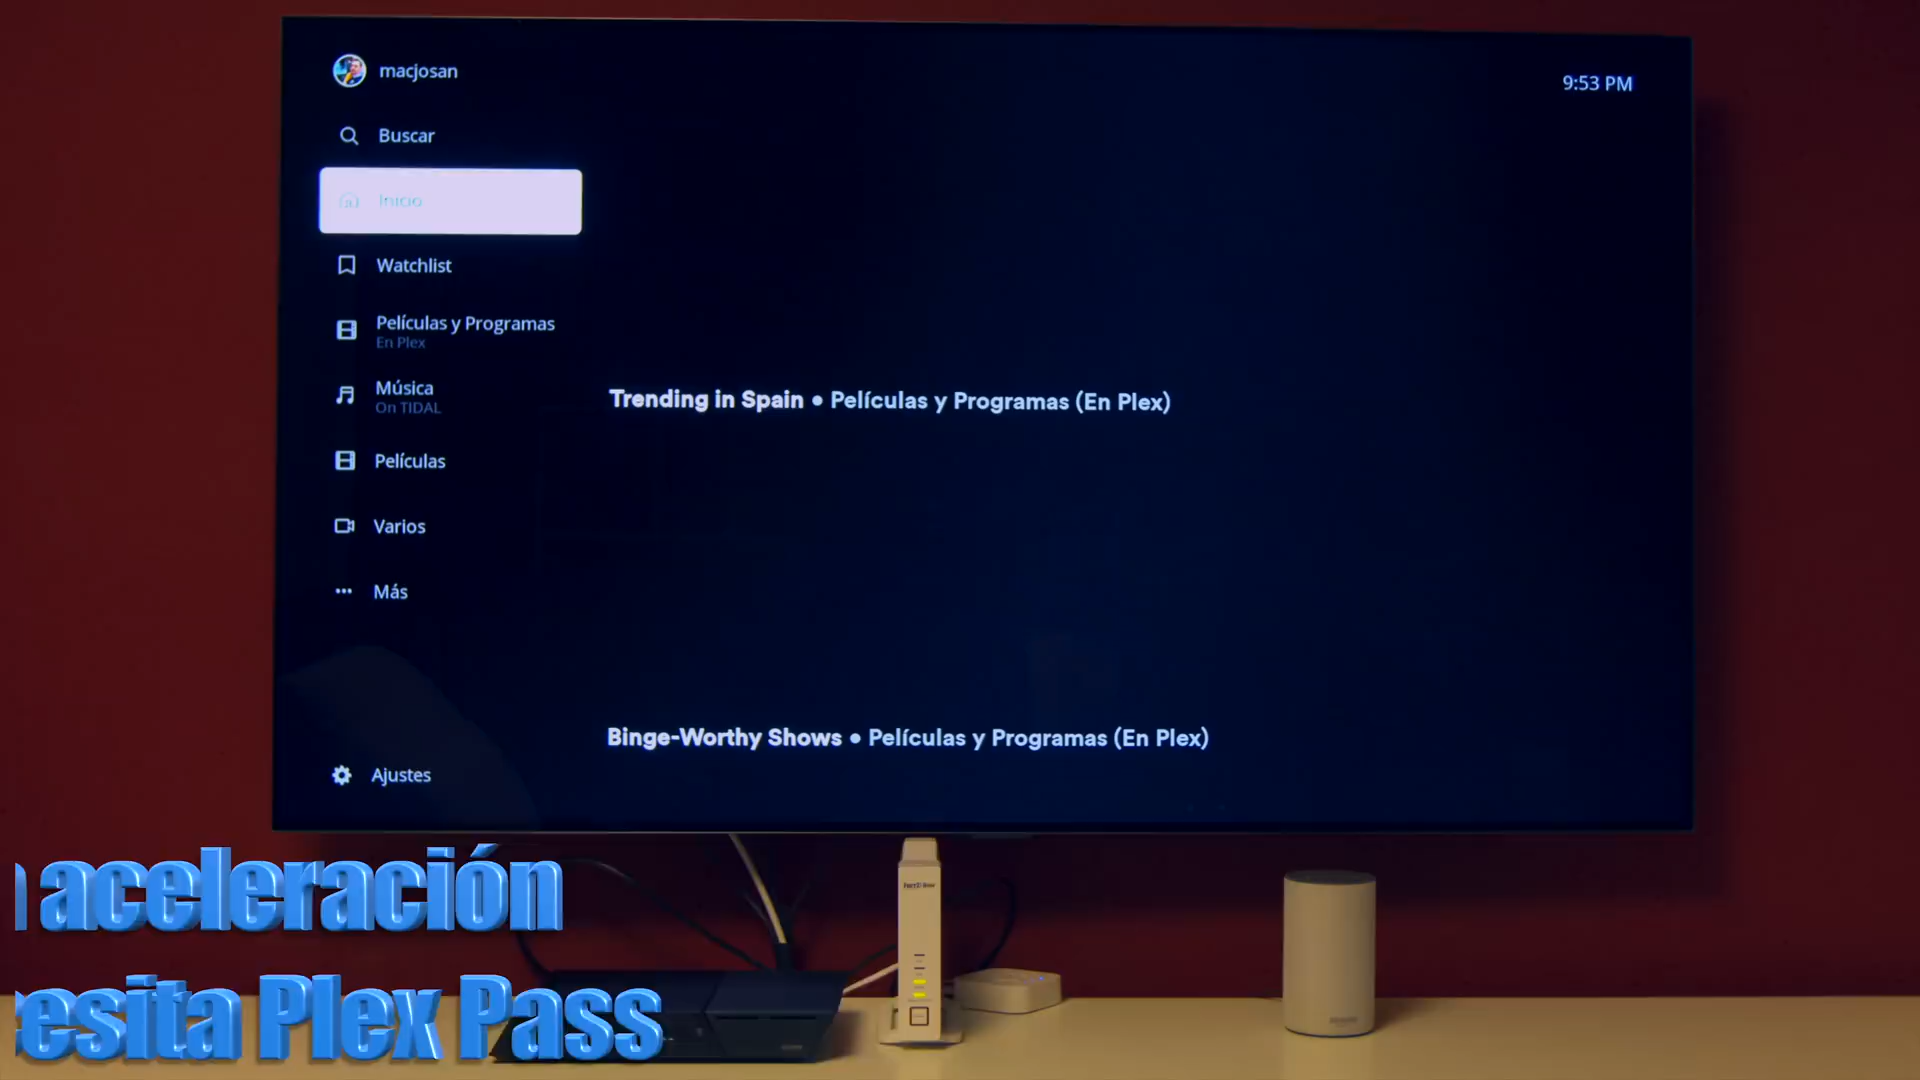 macjosan
9:53 PM
Buscar
Inicio
Watchlist
Películas y Programas
En Plex
Música
On TIDAL
Trending in Spain • Películas y Programas (En Plex)
Películas
Varios
Más
Binge-Worthy Shows • Películas y Programas (En Plex)
Ajustes
aceleración
esita Plex Pass